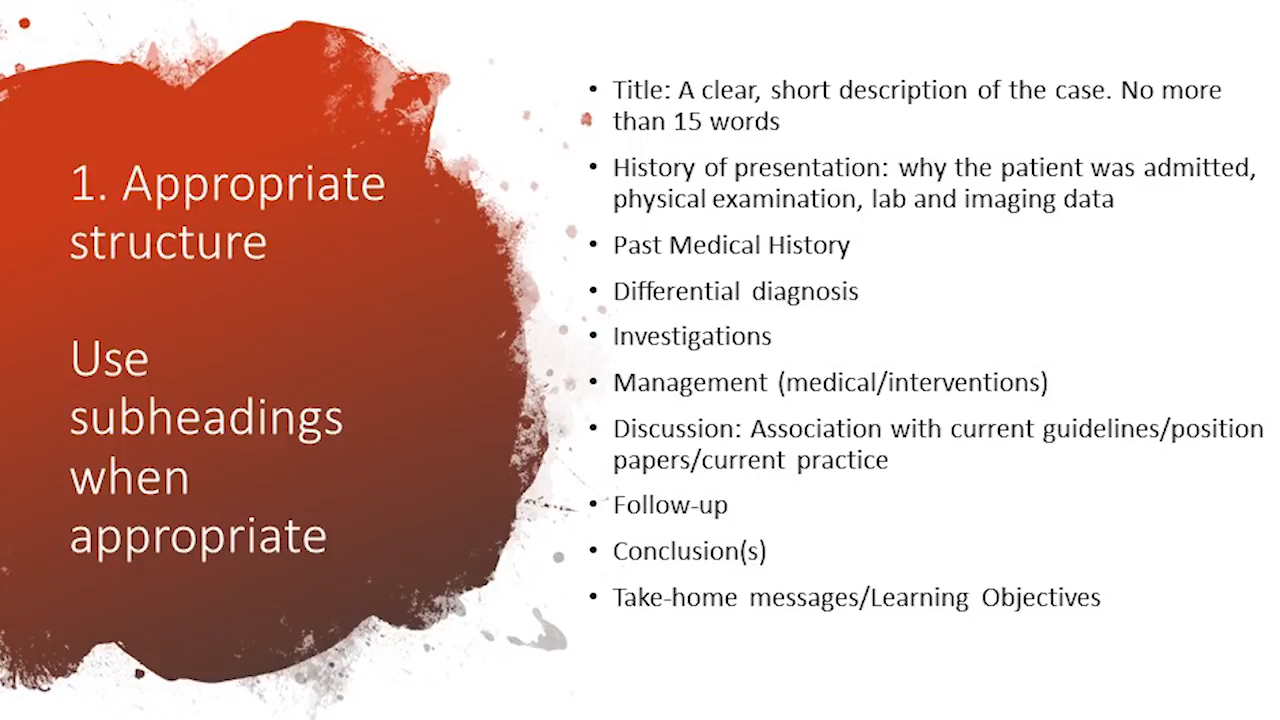 1. Appropriate
structure
Use
subheadings
when
appropriate
• Title: A clear, short description of the case. No more
than 15 words
• History of presentation: why the patient was admitted,
physical examination, lab and imaging data
• Past Medical History
• Differential diagnosis
• Investigations
• Management (medical/interventions)
• Discussion: Association with current guidelines/position
papers/current practice
• Follow-up
• Conclusion(s)
• Take-home messages/Learning Objectives